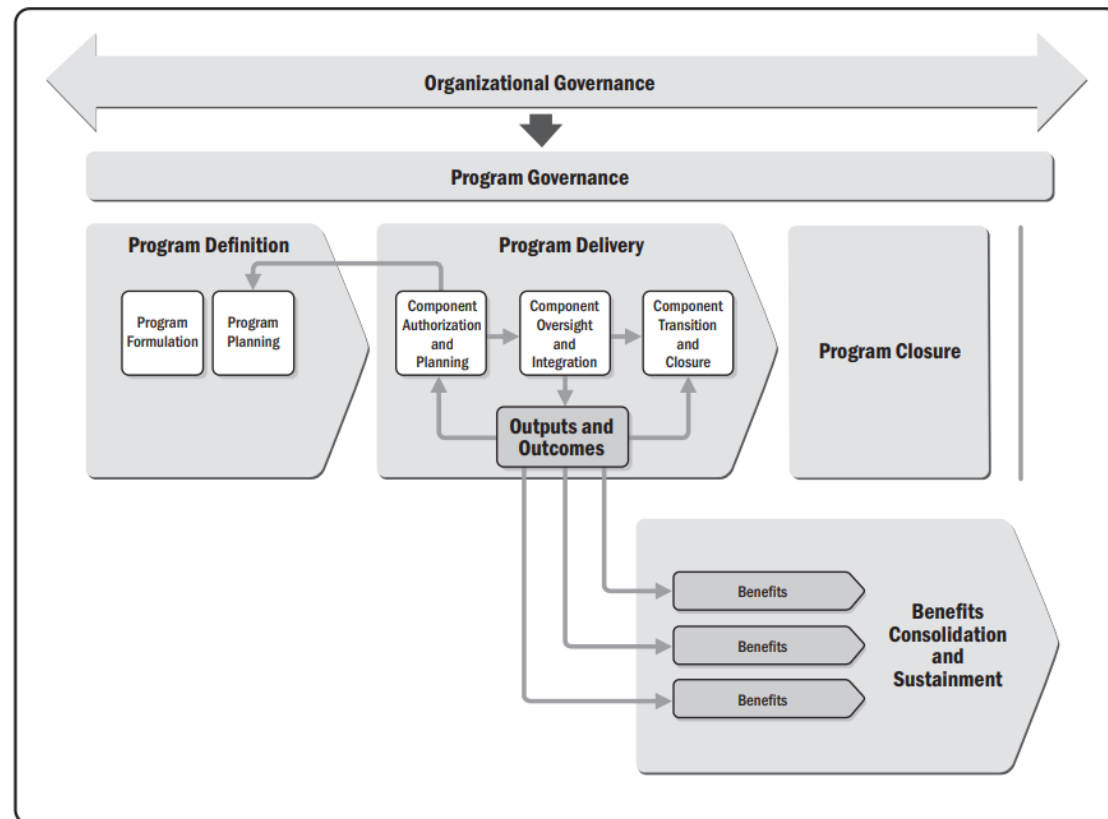 Organizational Governance
Program Governance
Program Definition
Program
Formulation
Program
Planning
Program Delivery
Component
Authorization
and
Planning
Component
Oversight
and
Integration
Component
Transition
and
Closure
Outputs and
Outcomes
Program Closure
Benefits
Benefits
Benefits
Benefits
Consolidation
and
Sustainment